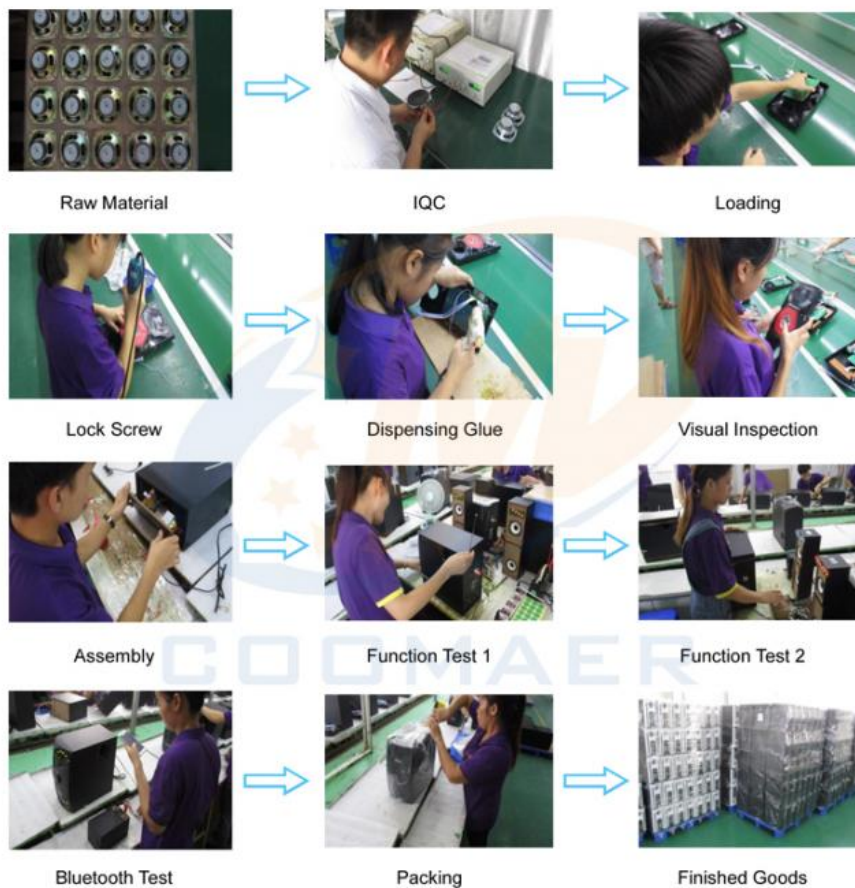 Raw Material
IQC
Loading
Lock Screw
Dispensing Glue
Visual Inspection
Assembly
Function Test 1
Function Test 2
COOMAER
Bluetooth Test
Packing
Finished Goods